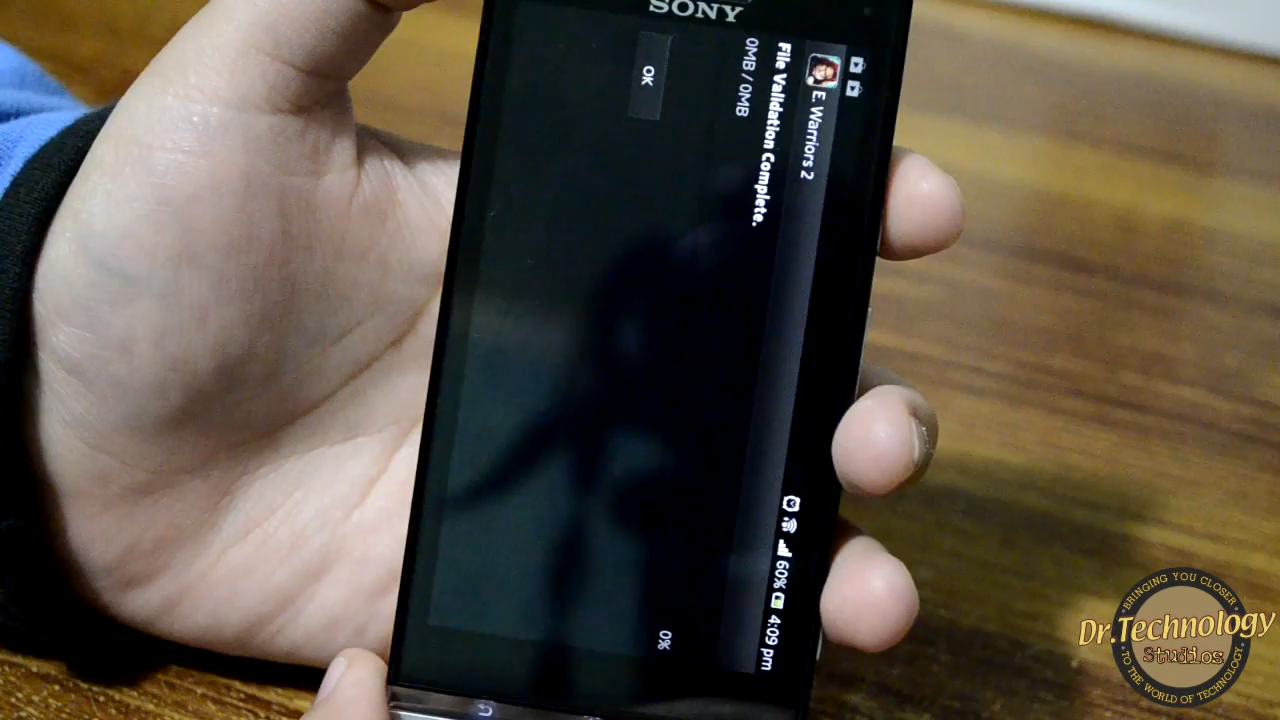 SONY
60% 4:09 pm
E. Warriors 2
File Validation Complete.
0MB / 0MB
0%
OK
BRINGING YOU CLOSER
Dr.Technology
Studios
TO THE WORLD OF TECHNOLOGY